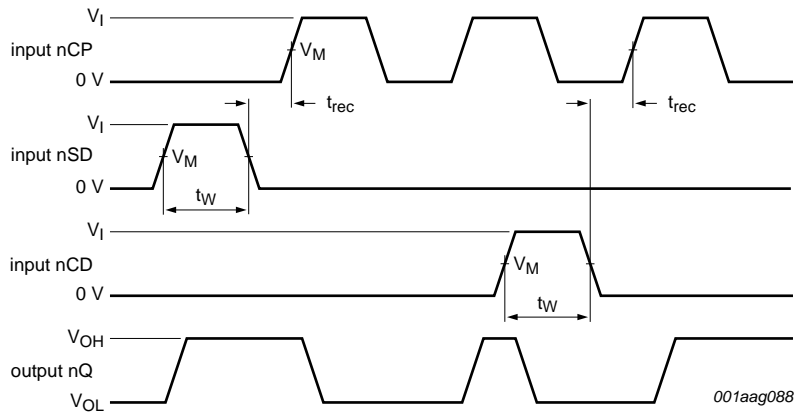 VI
input nCP
VM
0 V
trec
trec
VI
input nSD
VM
0 V
tW
VI
input nCD
VM
0 V
tW
VOH
output nQ
VOL
001aag088